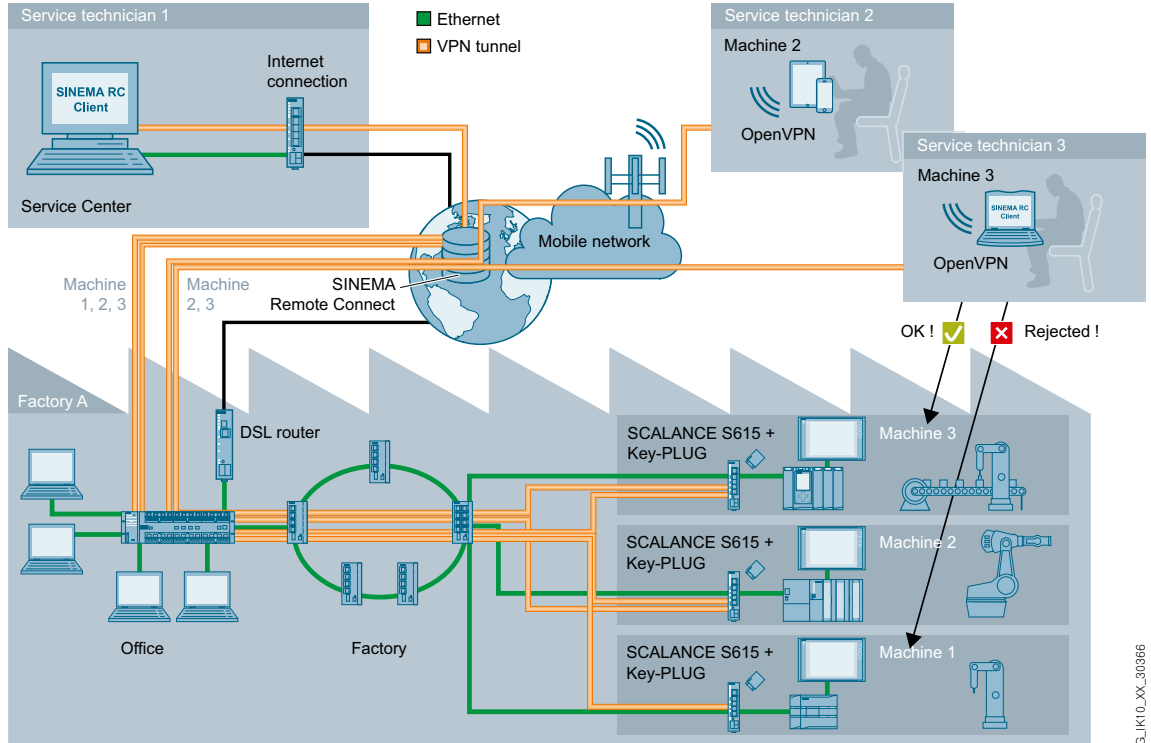 Service technician 1
Ethernet
VPN tunnel
Service technician 2
Machine 2
OpenVPN
Internet
connection
SINEMA RC
Client
Service Center
Service technician 3
Machine 3
SINEMA RC
Client
OpenVPN
Mobile network
Machine
1, 2, 3
Machine
2, 3
SINEMA
Remote Connect
OK !
Rejected !
Factory A
DSL router
SCALANCE S615 +
Key-PLUG
Machine 3
SCALANCE S615 +
Key-PLUG
Machine 2
SCALANCE S615 +
Key-PLUG
Machine 1
Office
Factory
G_IK10_XX_30366